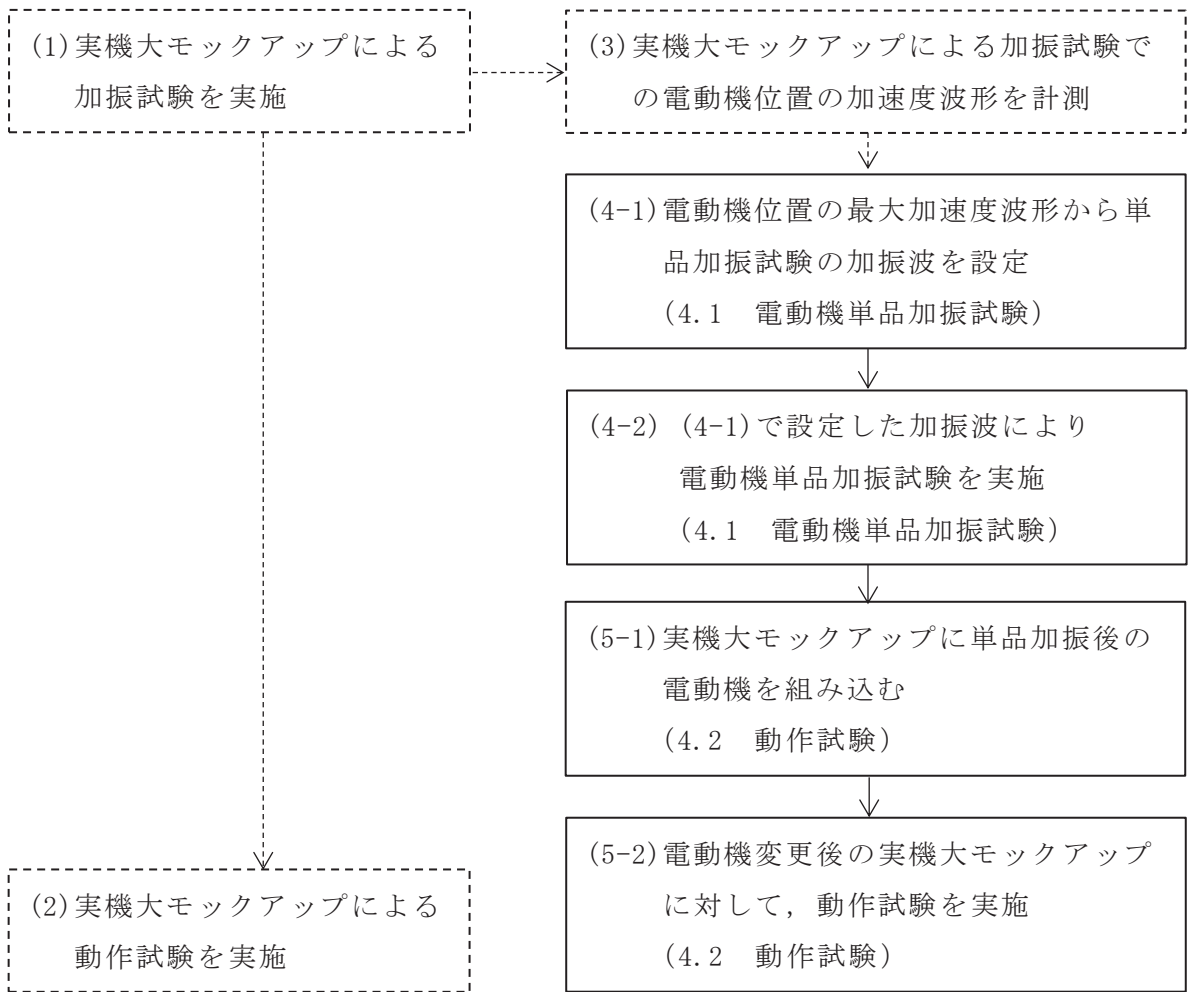 (1)実機大モックアップによる
加振試験を実施
(3)実機大モックアップによる加振試験で
の電動機位置の加速度波形を計測
(4-1)電動機位置の最大加速度波形から単
品加振試験の加振波を設定
(4.1 電動機単品加振試験)
(4-2) (4-1)で設定した加振波により
電動機単品加振試験を実施
(4.1 電動機単品加振試験)
(5-1)実機大モックアップに単品加振後の
電動機を組み込む
(4.2 動作試験)
(5-2)電動機変更後の実機大モックアップ
に対して，動作試験を実施
(4.2 動作試験)
(2)実機大モックアップによる
動作試験を実施